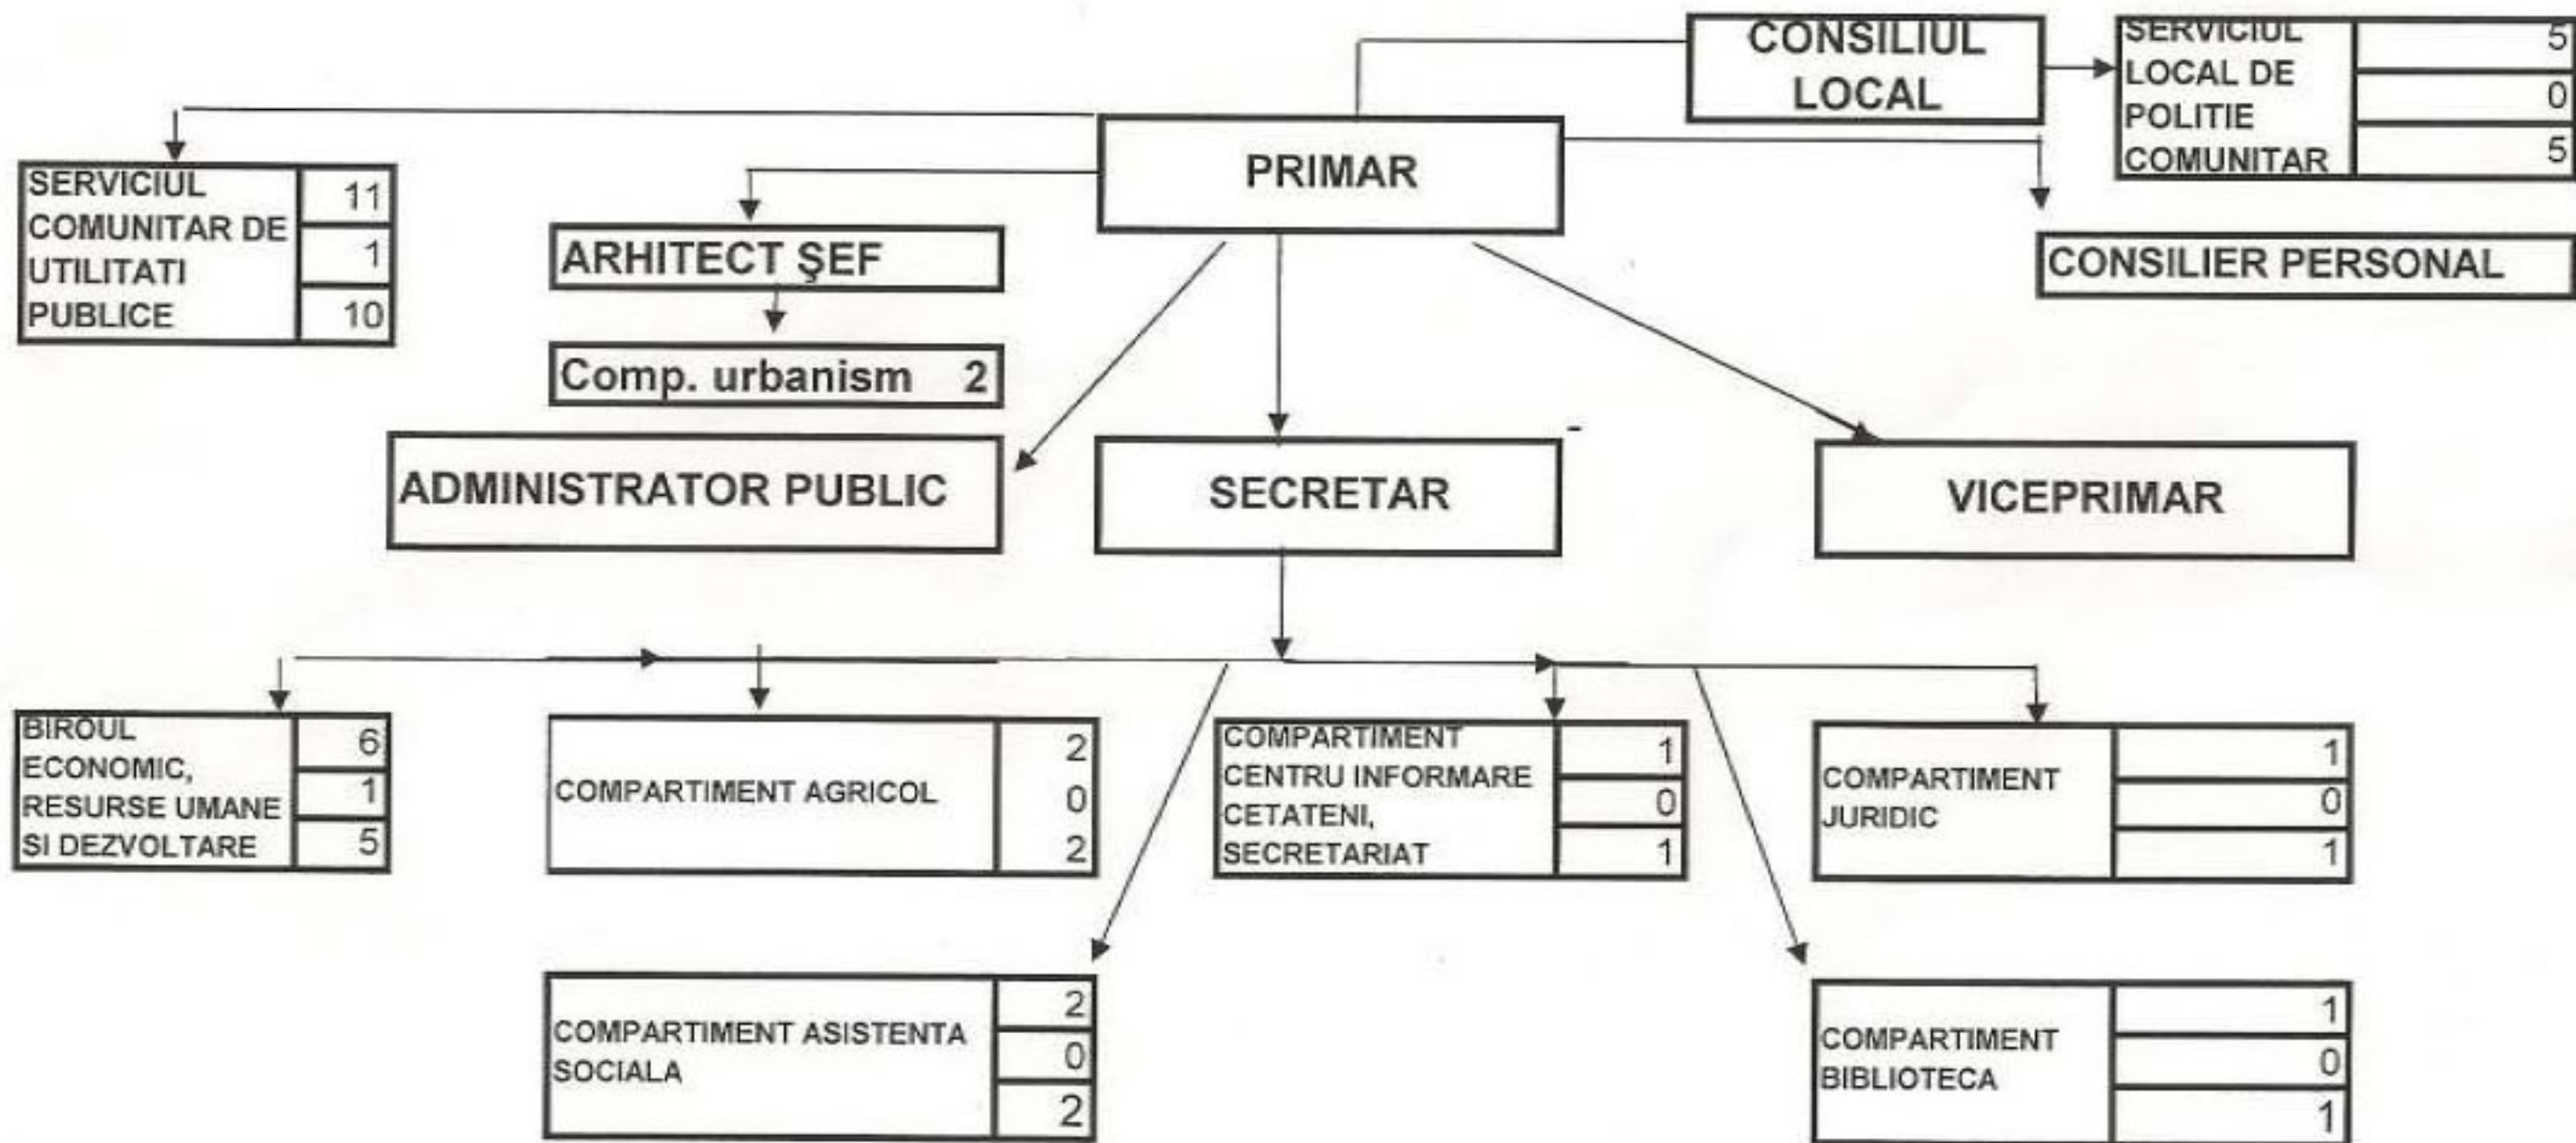 CONSILIUL
LOCAL
SERVICIUL
LOCAL DE
POLITIE
COMUNITAR
5
0
5
PRIMAR
SERVICIUL
COMUNITAR DE
UTILITATI
PUBLICE
11
1
10
ARHITECT ŞEF
CONSILIER PERSONAL
Comp. urbanism 2
ADMINISTRATOR PUBLIC
SECRETAR
VICEPRIMAR
BIROUL
ECONOMIC,
RESURSE UMANE
SI DEZVOLTARE
6
1
5
COMPARTIMENT AGRICOL
2
0
2
COMPARTIMENT
CENTRU INFORMARE
CETATENI,
SECRETARIAT
1
0
1
COMPARTIMENT
JURIDIC
1
0
1
COMPARTIMENT ASISTENTA
SOCIALA
2
0
2
COMPARTIMENT
BIBLIOTECA
1
0
1